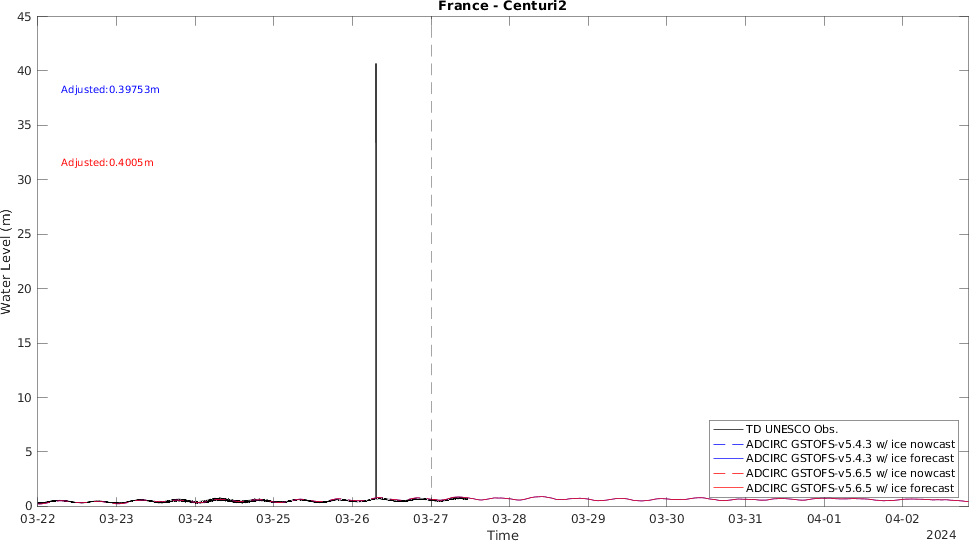 France - Centuri2
45
40
35
30
25
20
15
10
5
0
Water Level (m)
Adjusted:0.39753m
Adjusted:0.4005m
TD UNESCO Obs.
ADCIRC GSTOFS-v5.4.3 w/ ice nowcast
ADCIRC GSTOFS-v5.4.3 w/ ice forecast
ADCIRC GSTOFS-v5.6.5 w/ ice nowcast
ADCIRC GSTOFS-v5.6.5 w/ ice forecast
03-22 03-23 03-24 03-25 03-26 03-27 03-28 03-29 03-30 03-31 04-01 04-02
Time
2024